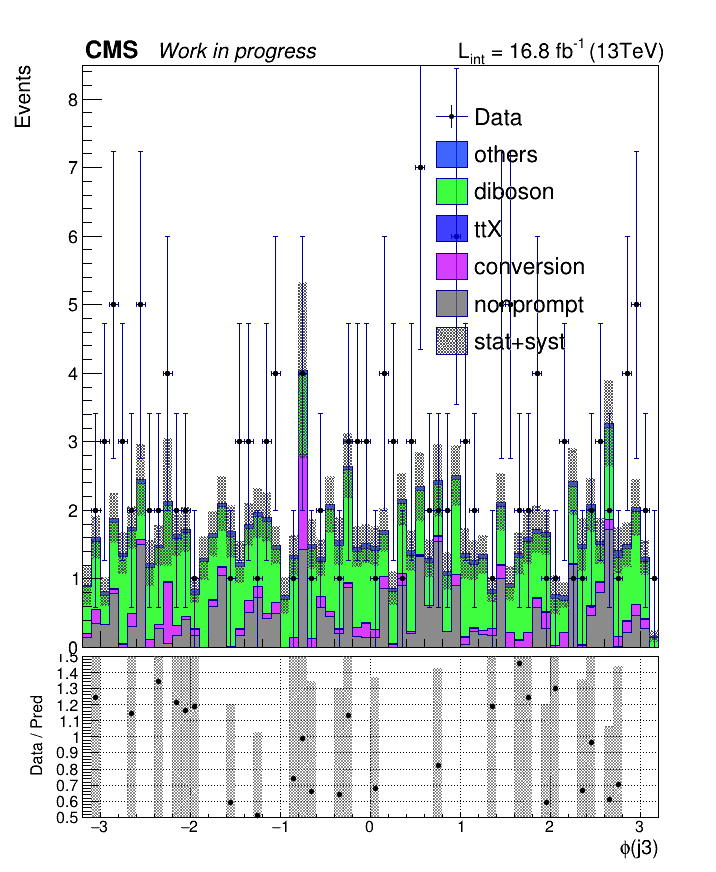 CMS Work in progress L_int = 16.8 fb⁻¹ (13TeV)
Events
8
7
6
5
4
3
2
1
0
Data
others
diboson
ttX
conversion
nonprompt
stat+syst
Data / Pred
1.5
1.4
1.3
1.2
1.1
1
0.9
0.8
0.7
0.6
0.5
−3 −2 −1 0 1 2 3
ϕ(j3)